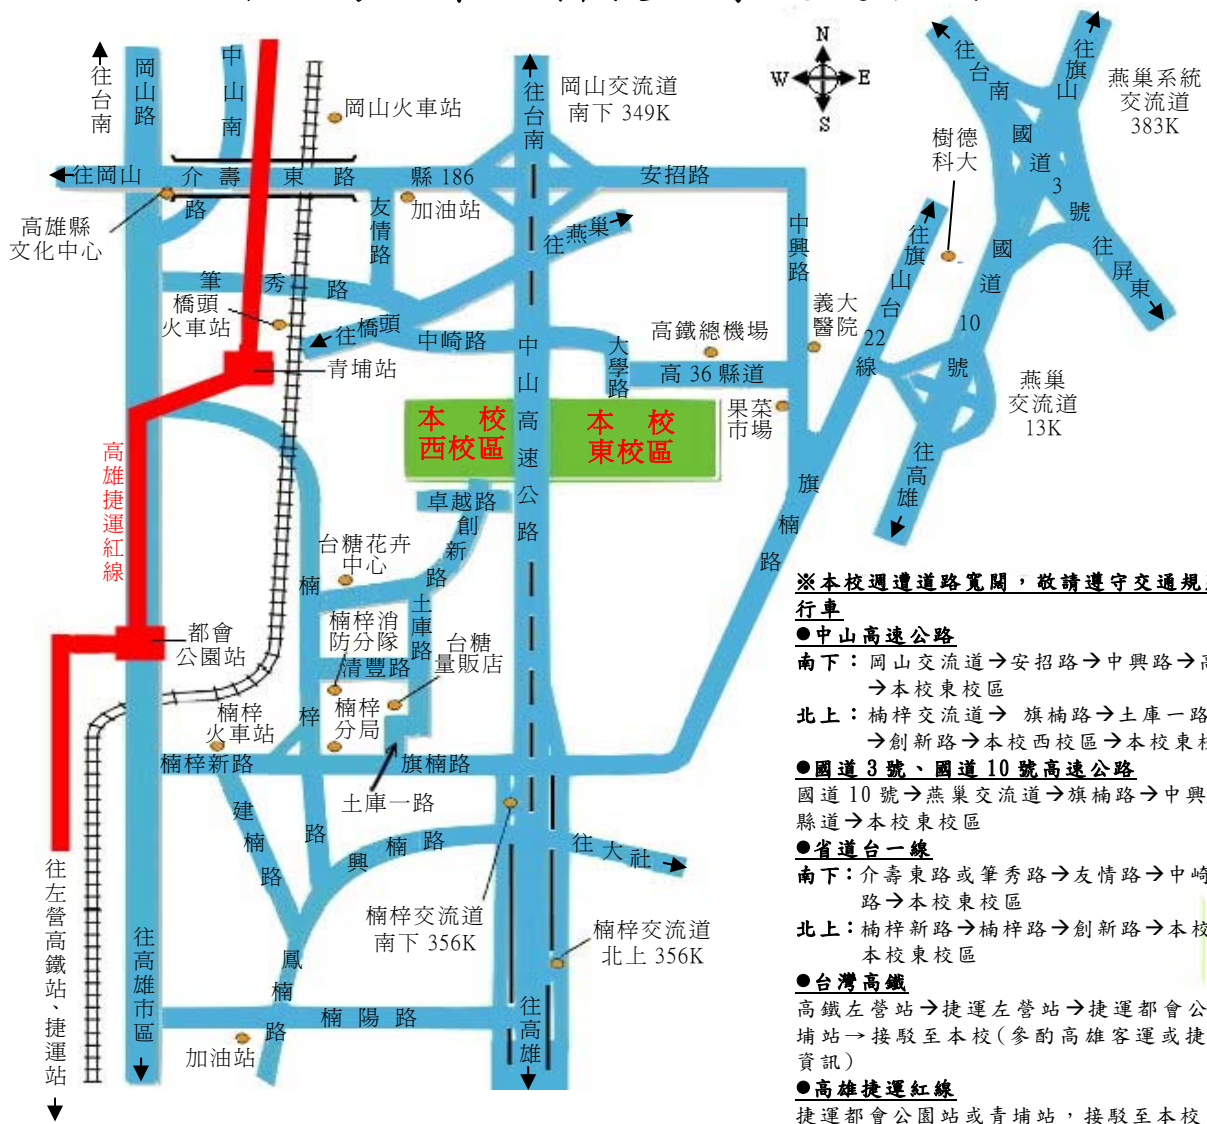 N
W E
S
往台南
岡山路
中山南
岡山火車站
往台南
岡山交流道
南下 349K
往台南
往旗山
燕巢系統
交流道
383K
樹德
科大
國道3號
往屏東
往岡山
介壽東路
路
縣 186
安招路
高雄縣
文化中心
友情路
加油站
往燕巢
中興路
往旗山
台22線
國道10號
筆秀路
橋頭
火車站
往橋頭
中崎路
中山高速公路
大學路
高鐵總機場
義大
醫院
青埔站
高 36 縣道
果菜
市場
燕巢
交流道
13K
本校
西校區
本校
東校區
往高雄
高雄捷運紅線
卓越路
創新路
旗楠路
台糖花卉
中心
楠梓路
土庫路
楠梓消
防分隊
台糖
量販店
都會
公園站
清豐路
楠梓
火車站
楠梓
分局
楠梓新路
旗楠路
土庫一路
建楠路
興楠路
往大社
楠梓交流道
南下 356K
楠梓交流道
北上 356K
往左營高鐵站、捷運站
往高雄市區
鳳楠路
楠陽路
加油站
往高雄
※本校週遭道路寬闊，敬請遵守交通規
行車
●中山高速公路
南下：岡山交流道→安招路→中興路→高
→本校東校區
北上：楠梓交流道→ 旗楠路→土庫一路
→創新路→本校西校區→本校東校
●國道 3 號、國道 10 號高速公路
國道 10 號→燕巢交流道→旗楠路→中興
縣道→本校東校區
●省道台一線
南下：介壽東路或筆秀路→友情路→中崎
路→本校東校區
北上：楠梓新路→楠梓路→創新路→本校
本校東校區
●台灣高鐵
高鐵左營站→捷運左營站→捷運都會公
埔站→接駁至本校(參酌高雄客運或捷
資訊)
●高雄捷運紅線
捷運都會公園站或青埔站，接駁至本校